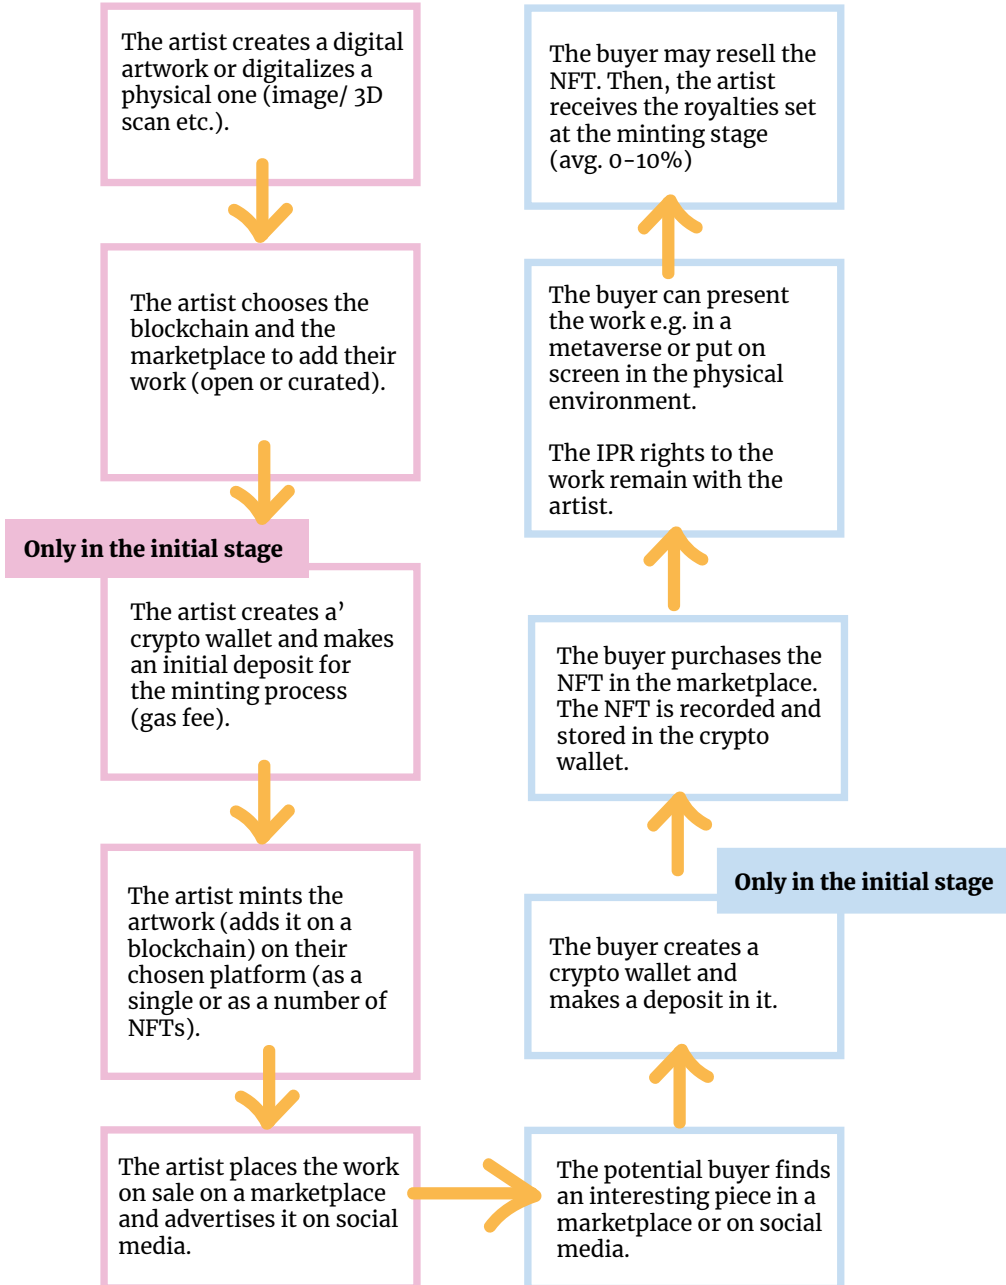 The artist creates a digital
artwork or digitalizes a
physical one (image/ 3D
scan etc.).
The artist chooses the
blockchain and the
marketplace to add their
work (open or curated).
Only in the initial stage
The artist creates a’
crypto wallet and makes
an initial deposit for
the minting process
(gas fee).
The artist mints the
artwork (adds it on a
blockchain) on their
chosen platform (as a
single or as a number of
NFTs).
The artist places the work
on sale on a marketplace
and advertises it on social
media.
The potential buyer finds
an interesting piece in a
marketplace or on social
media.
Only in the initial stage
The buyer creates a
crypto wallet and
makes a deposit in it.
The buyer purchases the
NFT in the marketplace.
The NFT is recorded and
stored in the crypto
wallet.
The buyer can present
the work e.g. in a
metaverse or put on
screen in the physical
environment.
The IPR rights to the
work remain with the
artist.
The buyer may resell the
NFT. Then, the artist
receives the royalties set
at the minting stage
(avg. 0-10%)